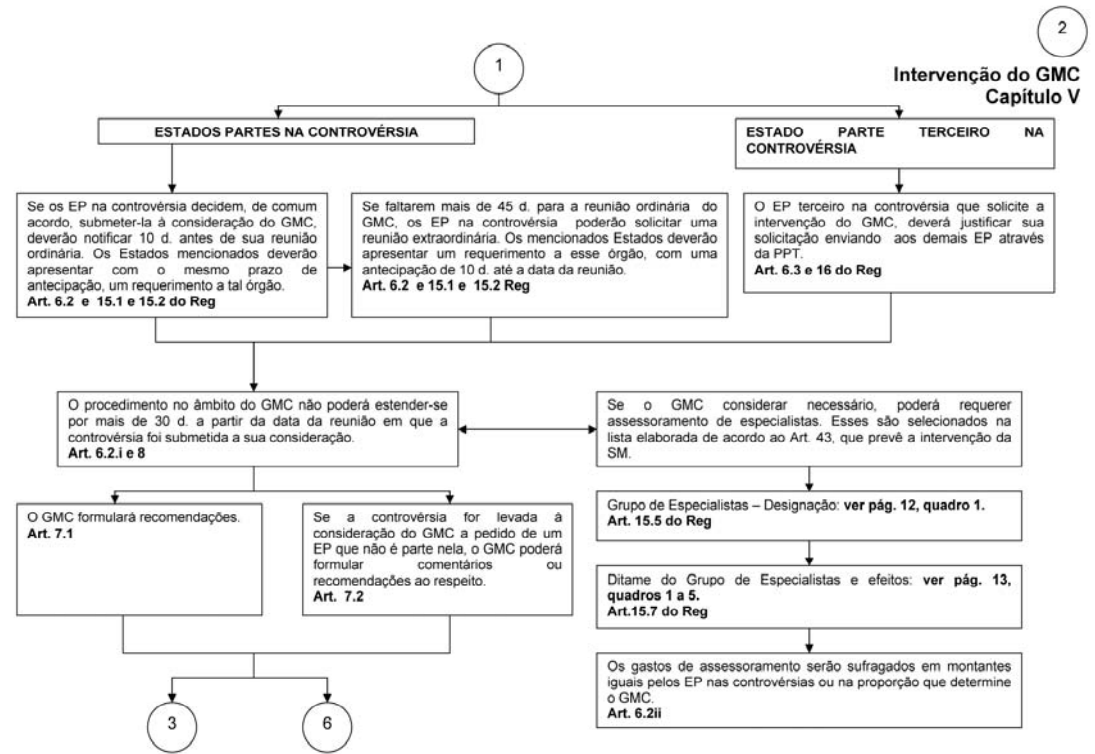 2
Intervenção do GMC
Capítulo V
1
ESTADOS PARTES NA CONTROVÉRSIA
ESTADO PARTE TERCEIRO NA
CONTROVÉRSIA
Se os EP na controvérsia decidem, de comum
acordo, submeter-la à consideração do GMC,
deverão notificar 10 d. antes de sua reunião
ordinária. Os Estados mencionados deverão
apresentar com o mesmo prazo de
antecipação, um requerimento a tal órgão.
Art. 6.2 e 15.1 e 15.2 do Reg
Se faltarem mais de 45 d. para a reunião ordinária do
GMC, os EP na controvérsia poderão solicitar uma
reunião extraordinária. Os mencionados Estados deverão
apresentar um requerimento a esse órgão, com uma
antecipação de 10 d. até a data da reunião.
Art. 6.2 e 15.1 e 15.2 Reg
O EP terceiro na controvérsia que solicite a
intervenção do GMC, deverá justificar sua
solicitação enviando aos demais EP através
da PPT.
Art. 6.3 e 16 do Reg
O procedimento no âmbito do GMC não poderá estender-se
por mais de 30 d. a partir da data da reunião em que a
controvérsia foi submetida a sua consideração.
Art. 6.2.i e 8
Se o GMC considerar necessário, poderá requerer
assessoramento de especialistas. Esses são selecionados na
lista elaborada de acordo ao Art. 43, que prevê a intervenção da
SM.
O GMC formulará recomendações.
Art. 7.1
Se a controvérsia for levada à
consideração do GMC a pedido de um
EP que não é parte nela, o GMC poderá
formular comentários ou
recomendações ao respeito.
Art. 7.2
Grupo de Especialistas – Designação: ver pág. 12, quadro 1.
Art. 15.5 do Reg
Ditame do Grupo de Especialistas e efeitos: ver pág. 13,
quadros 1 a 5.
Art.15.7 do Reg
Os gastos de assessoramento serão sufragados em montantes
iguais pelos EP nas controvérsias ou na proporção que determine
o GMC.
Art. 6.2ii
3
6